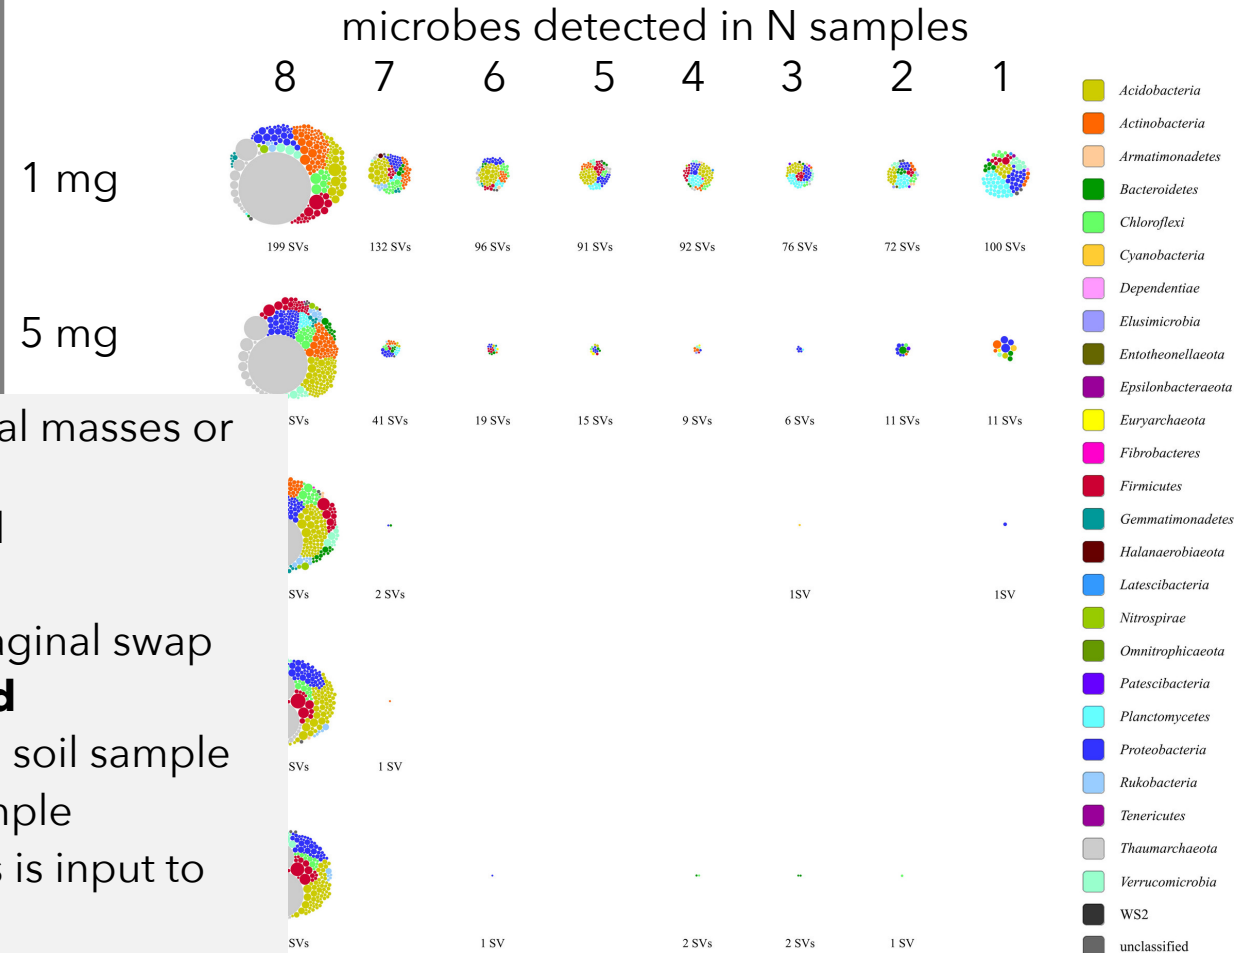 microbes detected in N samples
8 7 6 5 4 3 2 1
1 mg
199 SVs 132 SVs 96 SVs 91 SVs 92 SVs 76 SVs 72 SVs 100 SVs
5 mg
SVs 41 SVs 19 SVs 15 SVs 9 SVs 6 SVs 11 SVs 11 SVs
SVs 2 SVs 1SV 1SV
SVs 1 SV
SVs 1 SV 2 SVs 2 SVs 1 SV
al masses or
aginal swap
d
soil sample
nple
s is input to
Acidobacteria
Actinobacteria
Armatimonadetes
Bacteroidetes
Chloroflexi
Cyanobacteria
Dependentiae
Elusimicrobia
Entotheonellaeota
Epsilonbacteraeota
Euryarchaeota
Fibrobacteres
Firmicutes
Gemmatimonadetes
Halanaerobiaeota
Latescibacteria
Nitrospirae
Omnitrophicaeota
Patescibacteria
Planctomycetes
Proteobacteria
Rukobacteria
Tenericutes
Thaumarchaeota
Verrucomicrobia
WS2
unclassified